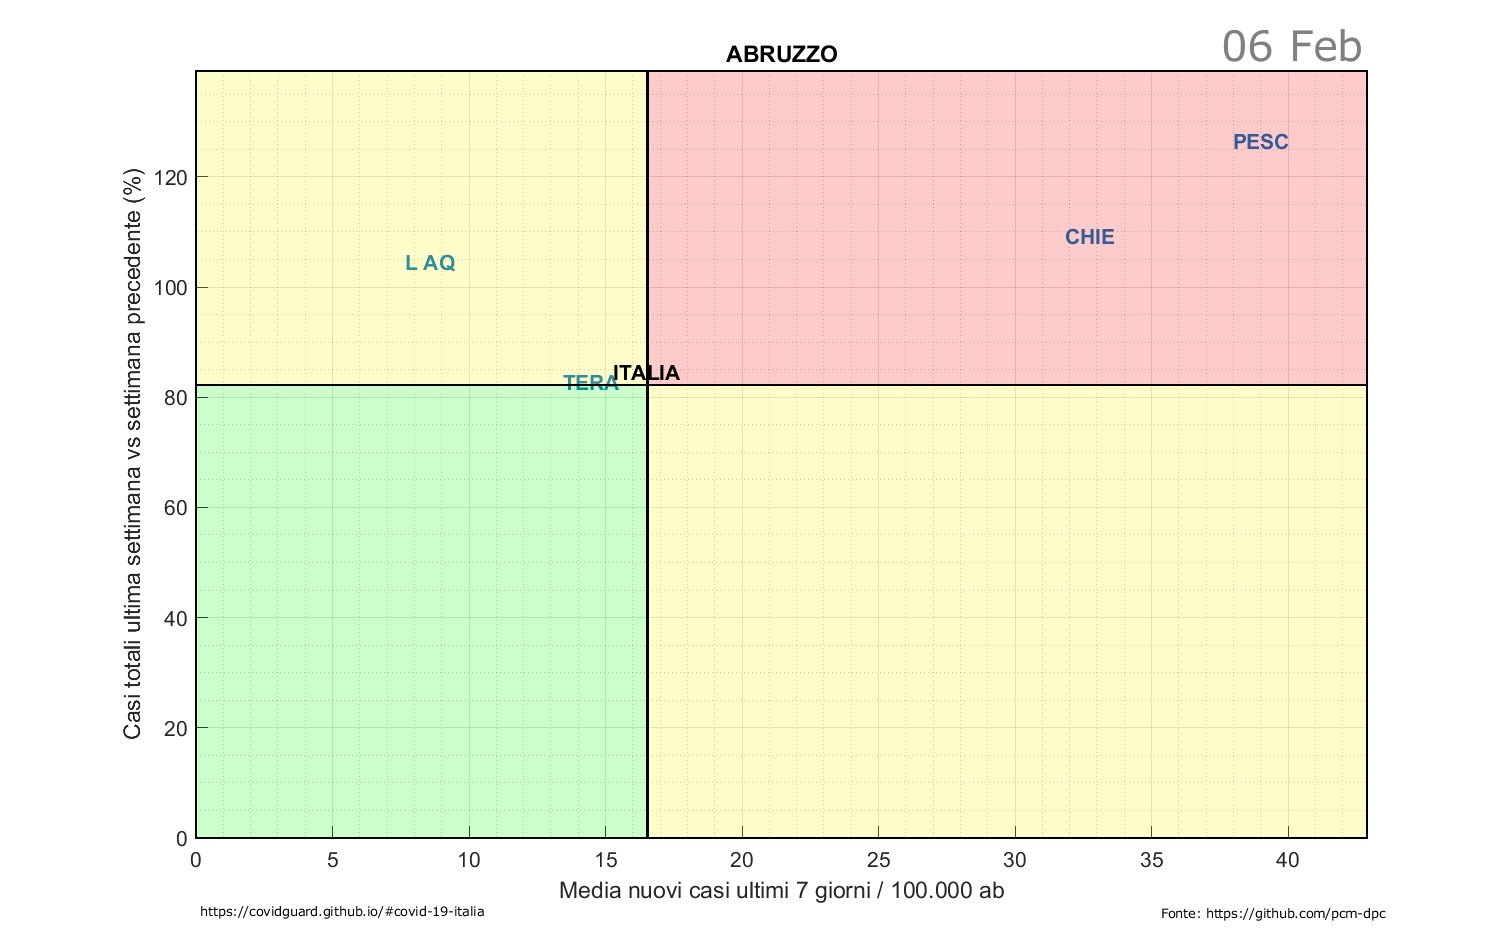 06 Feb
ABRUZZO
PESC
CHIE
L AQ
ITALIA
TERA
Casi totali ultima settimana vs settimana precedente (%)
120
100
80
60
40
20
0
0 5 10 15 20 25 30 35 40
Media nuovi casi ultimi 7 giorni / 100.000 ab
https://covidguard.github.io/#covid-19-italia
Fonte: https://github.com/pcm-dpc